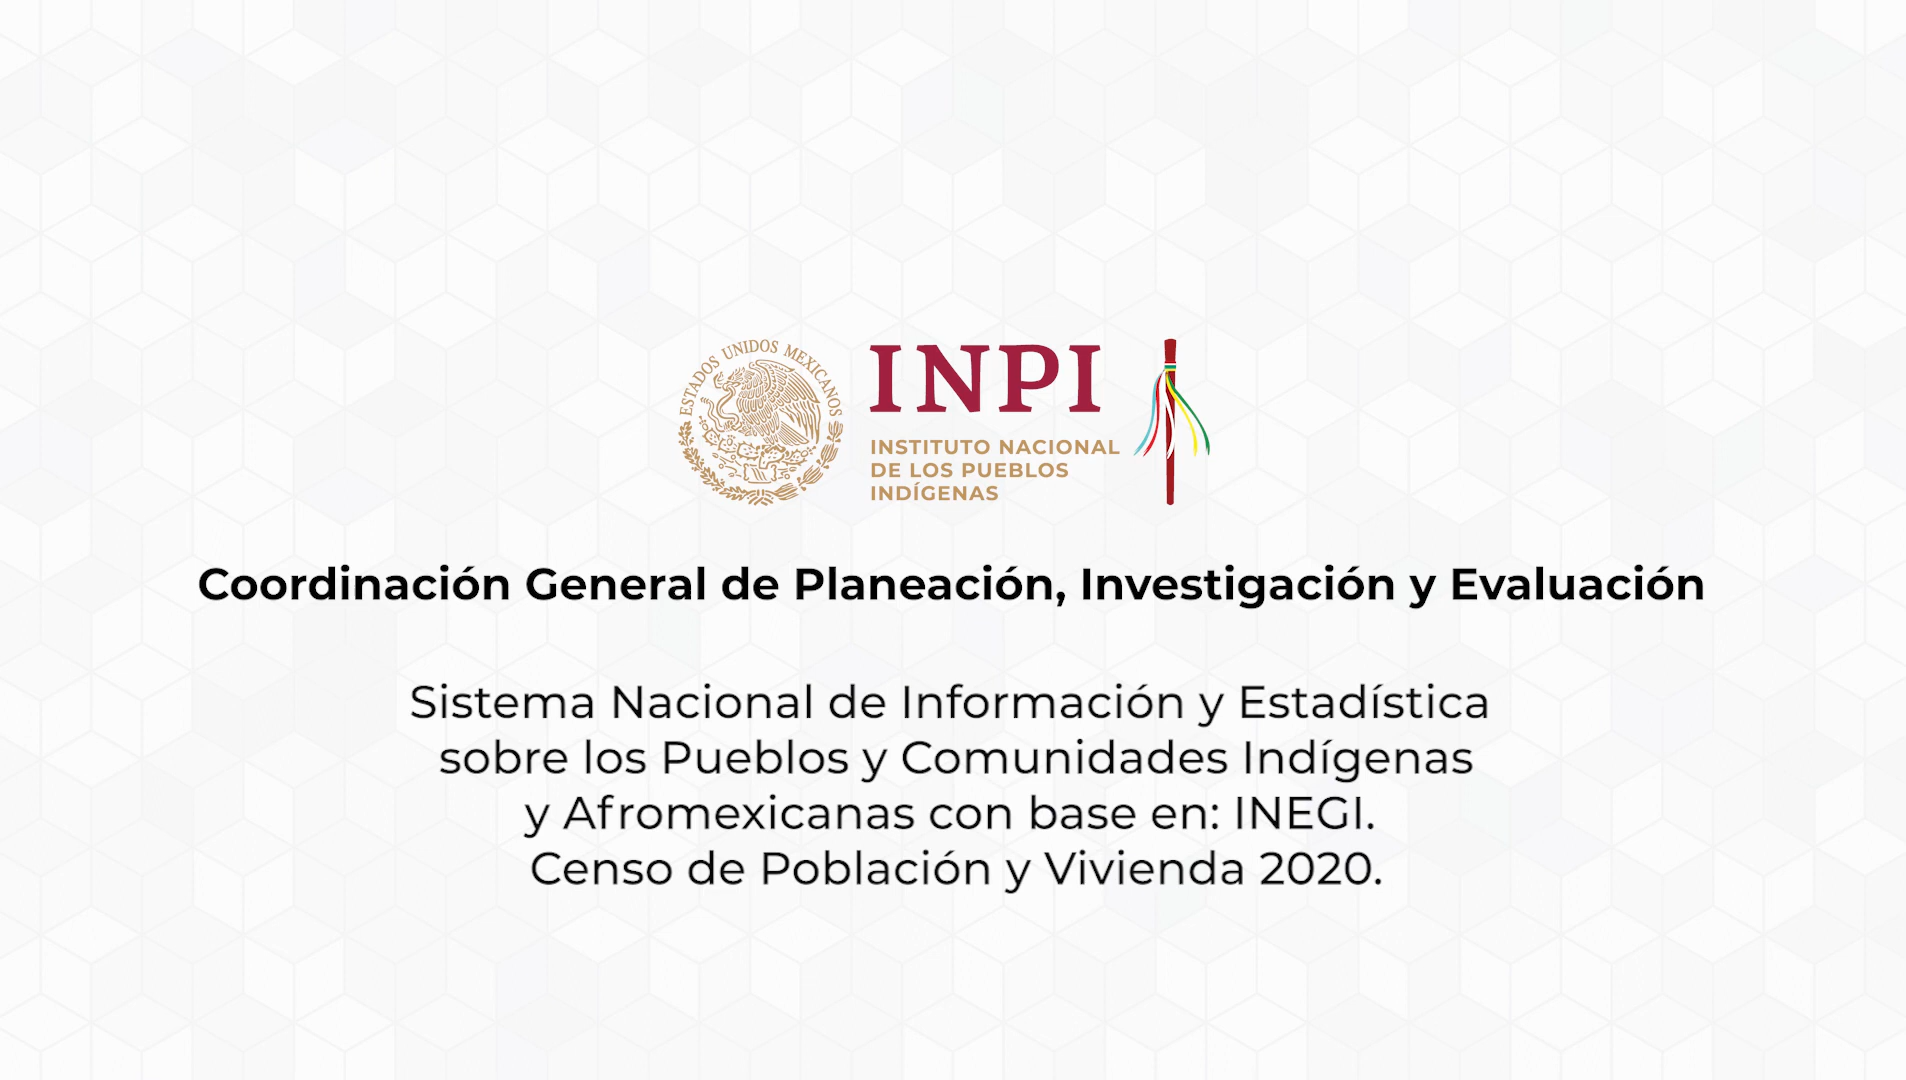 ESTADOS UNIDOS MEXICANOS
INPI
INSTITUTO NACIONAL
DE LOS PUEBLOS
INDÍGENAS
Coordinación General de Planeación, Investigación y Evaluación
Sistema Nacional de Información y Estadística
sobre los Pueblos y Comunidades Indígenas
y Afromexicanas con base en: INEGI.
Censo de Población y Vivienda 2020.